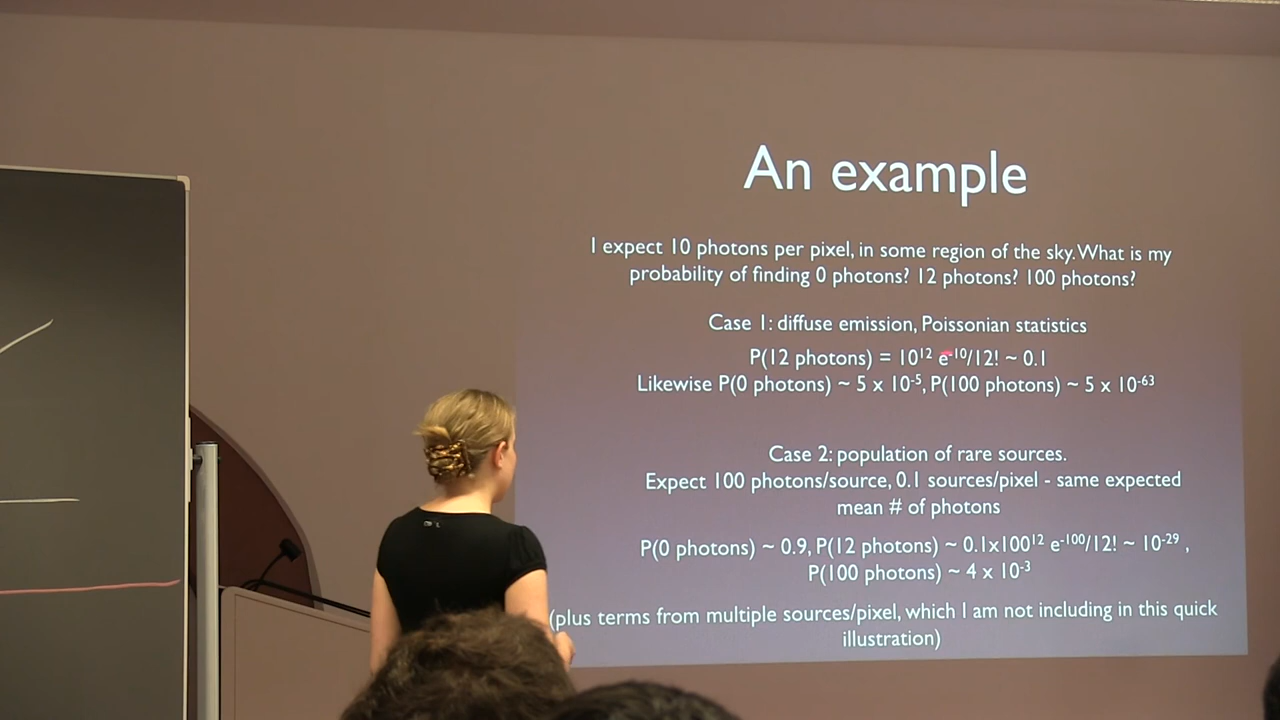 An example
I expect 10 photons per pixel, in some region of the sky. What is my
probability of finding 0 photons? 12 photons? 100 photons?
Case 1: diffuse emission, Poissonian statistics
P(12 photons) = 10¹² e⁻¹⁰/12! ~ 0.1
Likewise P(0 photons) ~ 5 x 10⁻⁵, P(100 photons) ~ 5 x 10⁻⁶³
Case 2: population of rare sources.
Expect 100 photons/source, 0.1 sources/pixel - same expected
mean # of photons
P(0 photons) ~ 0.9, P(12 photons) ~ 0.1x100¹² e⁻¹⁰⁰/12! ~ 10⁻²⁹ ,
P(100 photons) ~ 4 x 10⁻³
(plus terms from multiple sources/pixel, which I am not including in this quick
illustration)